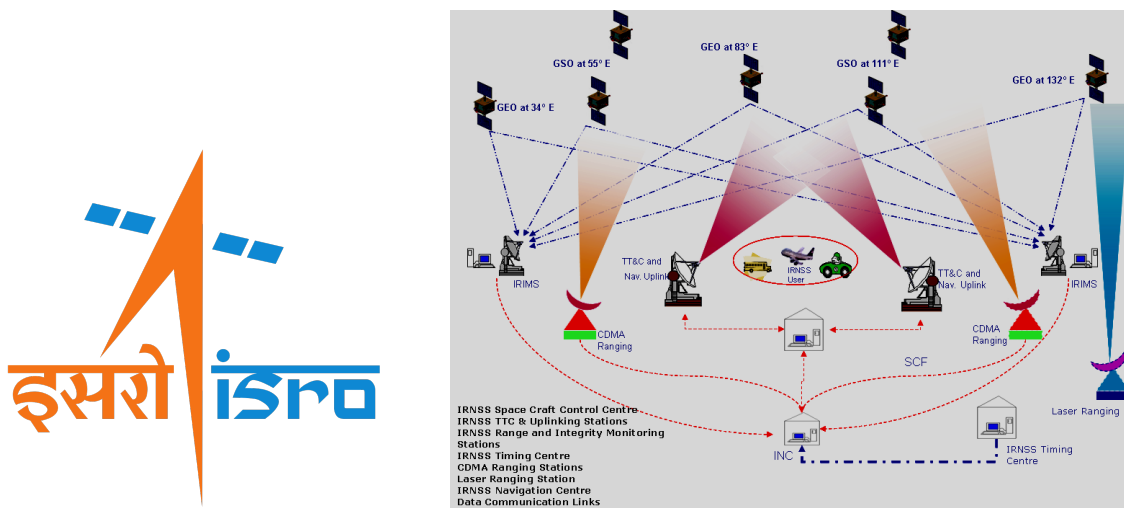 इसरो isro
GEO at 83° E
GSO at 55° E
GSO at 111° E
GEO at 132° E
GEO at 34° E
IRIMS
TT&C and
Nav. Uplink
IRNSS
User
TT&C and
Nav. Uplink
IRIMS
CDMA
Ranging
CDMA
Ranging
SCF
Laser Ranging
INC
IRNSS Timing
Centre
IRNSS Space Craft Control Centre
IRNSS TTC & Uplinking Stations
IRNSS Range and Integrity Monitoring
Stations
IRNSS Timing Centre
CDMA Ranging Stations
Laser Ranging Station
IRNSS Navigation Centre
Data Communication Links